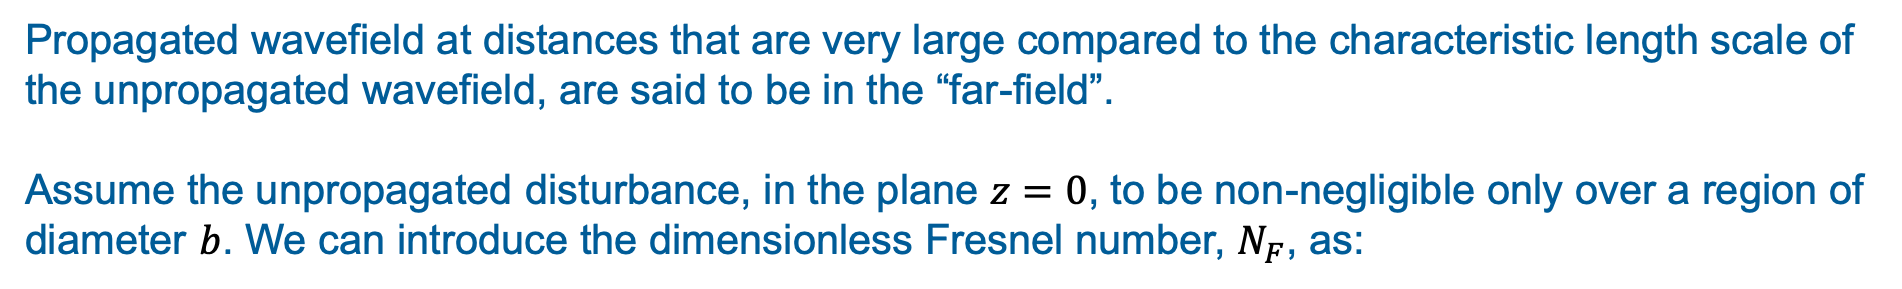 Propagated wavefield at distances that are very large compared to the characteristic length scale of
the unpropagated wavefield, are said to be in the “far-field”.
Assume the unpropagated disturbance, in the plane 𝑧 = 0, to be non-negligible only over a region of
diameter 𝑏. We can introduce the dimensionless Fresnel number, 𝑁_𝐹, as: